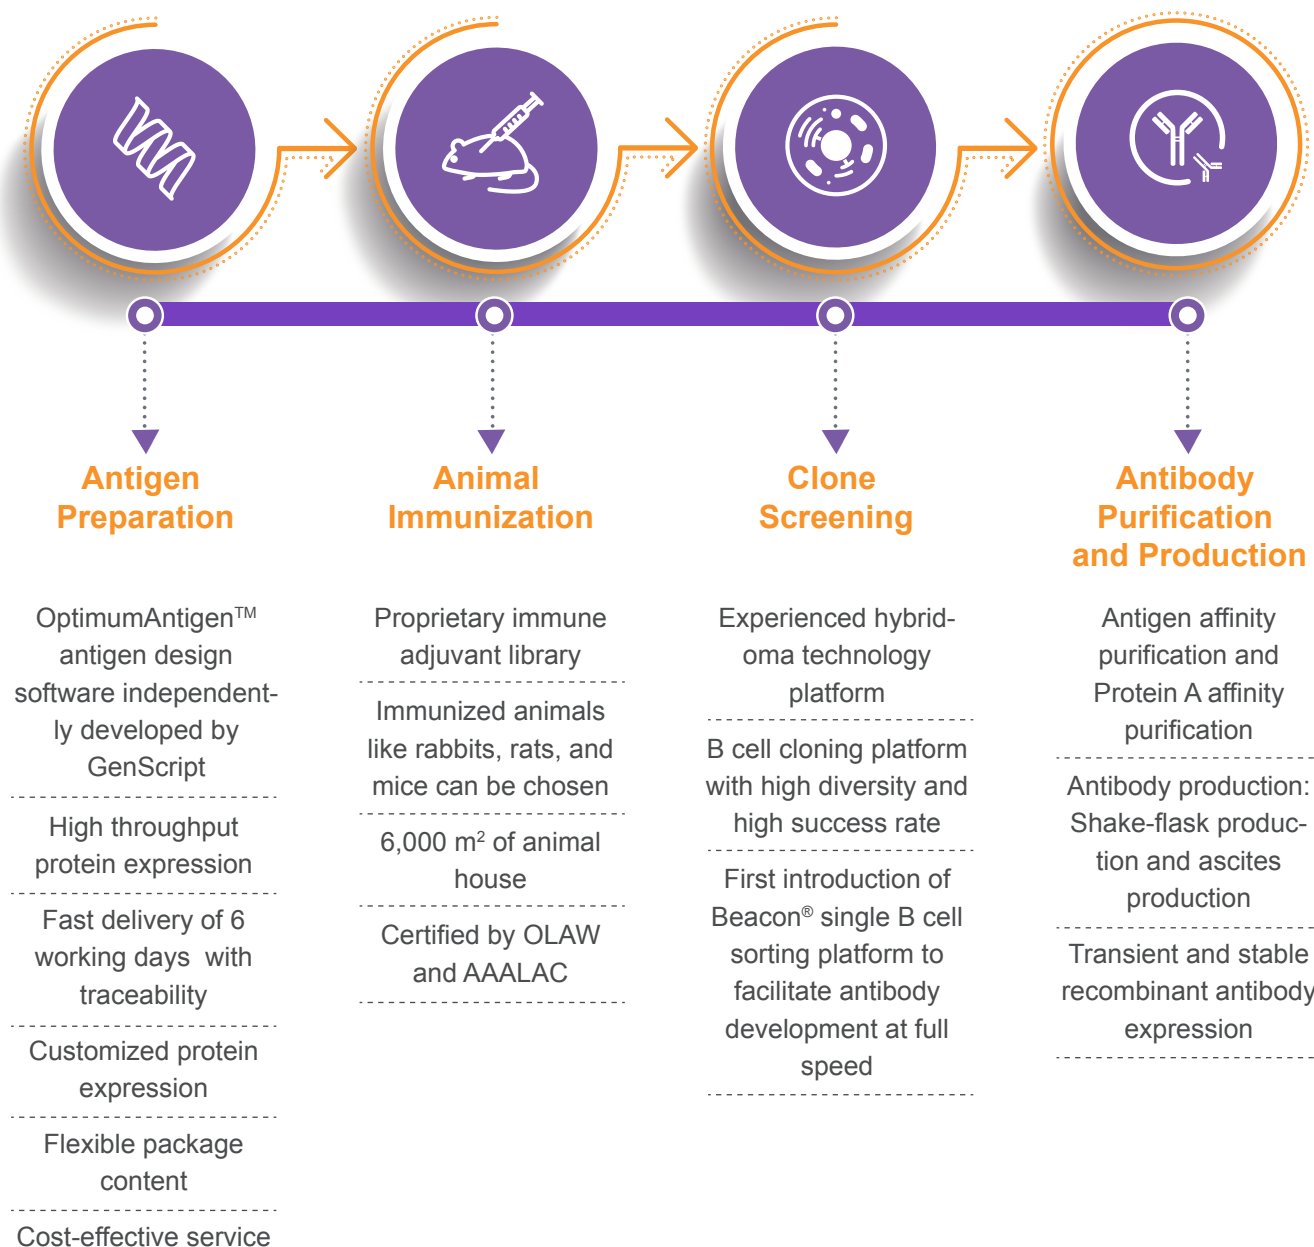 Antigen
Preparation
OptimumAntigen™
antigen design
software independent-
ly developed by
GenScript
High throughput
protein expression
Fast delivery of 6
working days  with
traceability
Customized protein
expression
Flexible package
content
Cost-effective service
Animal
Immunization
Proprietary immune
adjuvant library
Immunized animals
like rabbits, rats, and
mice can be chosen
6,000 m² of animal
house
Certified by OLAW
and AAALAC
Clone
Screening
Experienced hybrid-
oma technology
platform
B cell cloning platform
with high diversity and
high success rate
First introduction of
Beacon® single B cell
sorting platform to
facilitate antibody
development at full
speed
Antibody
Purification
and Production
Antigen affinity
purification and
Protein A affinity
purification
Antibody production:
Shake-flask produc-
tion and ascites
production
Transient and stable
recombinant antibody
expression